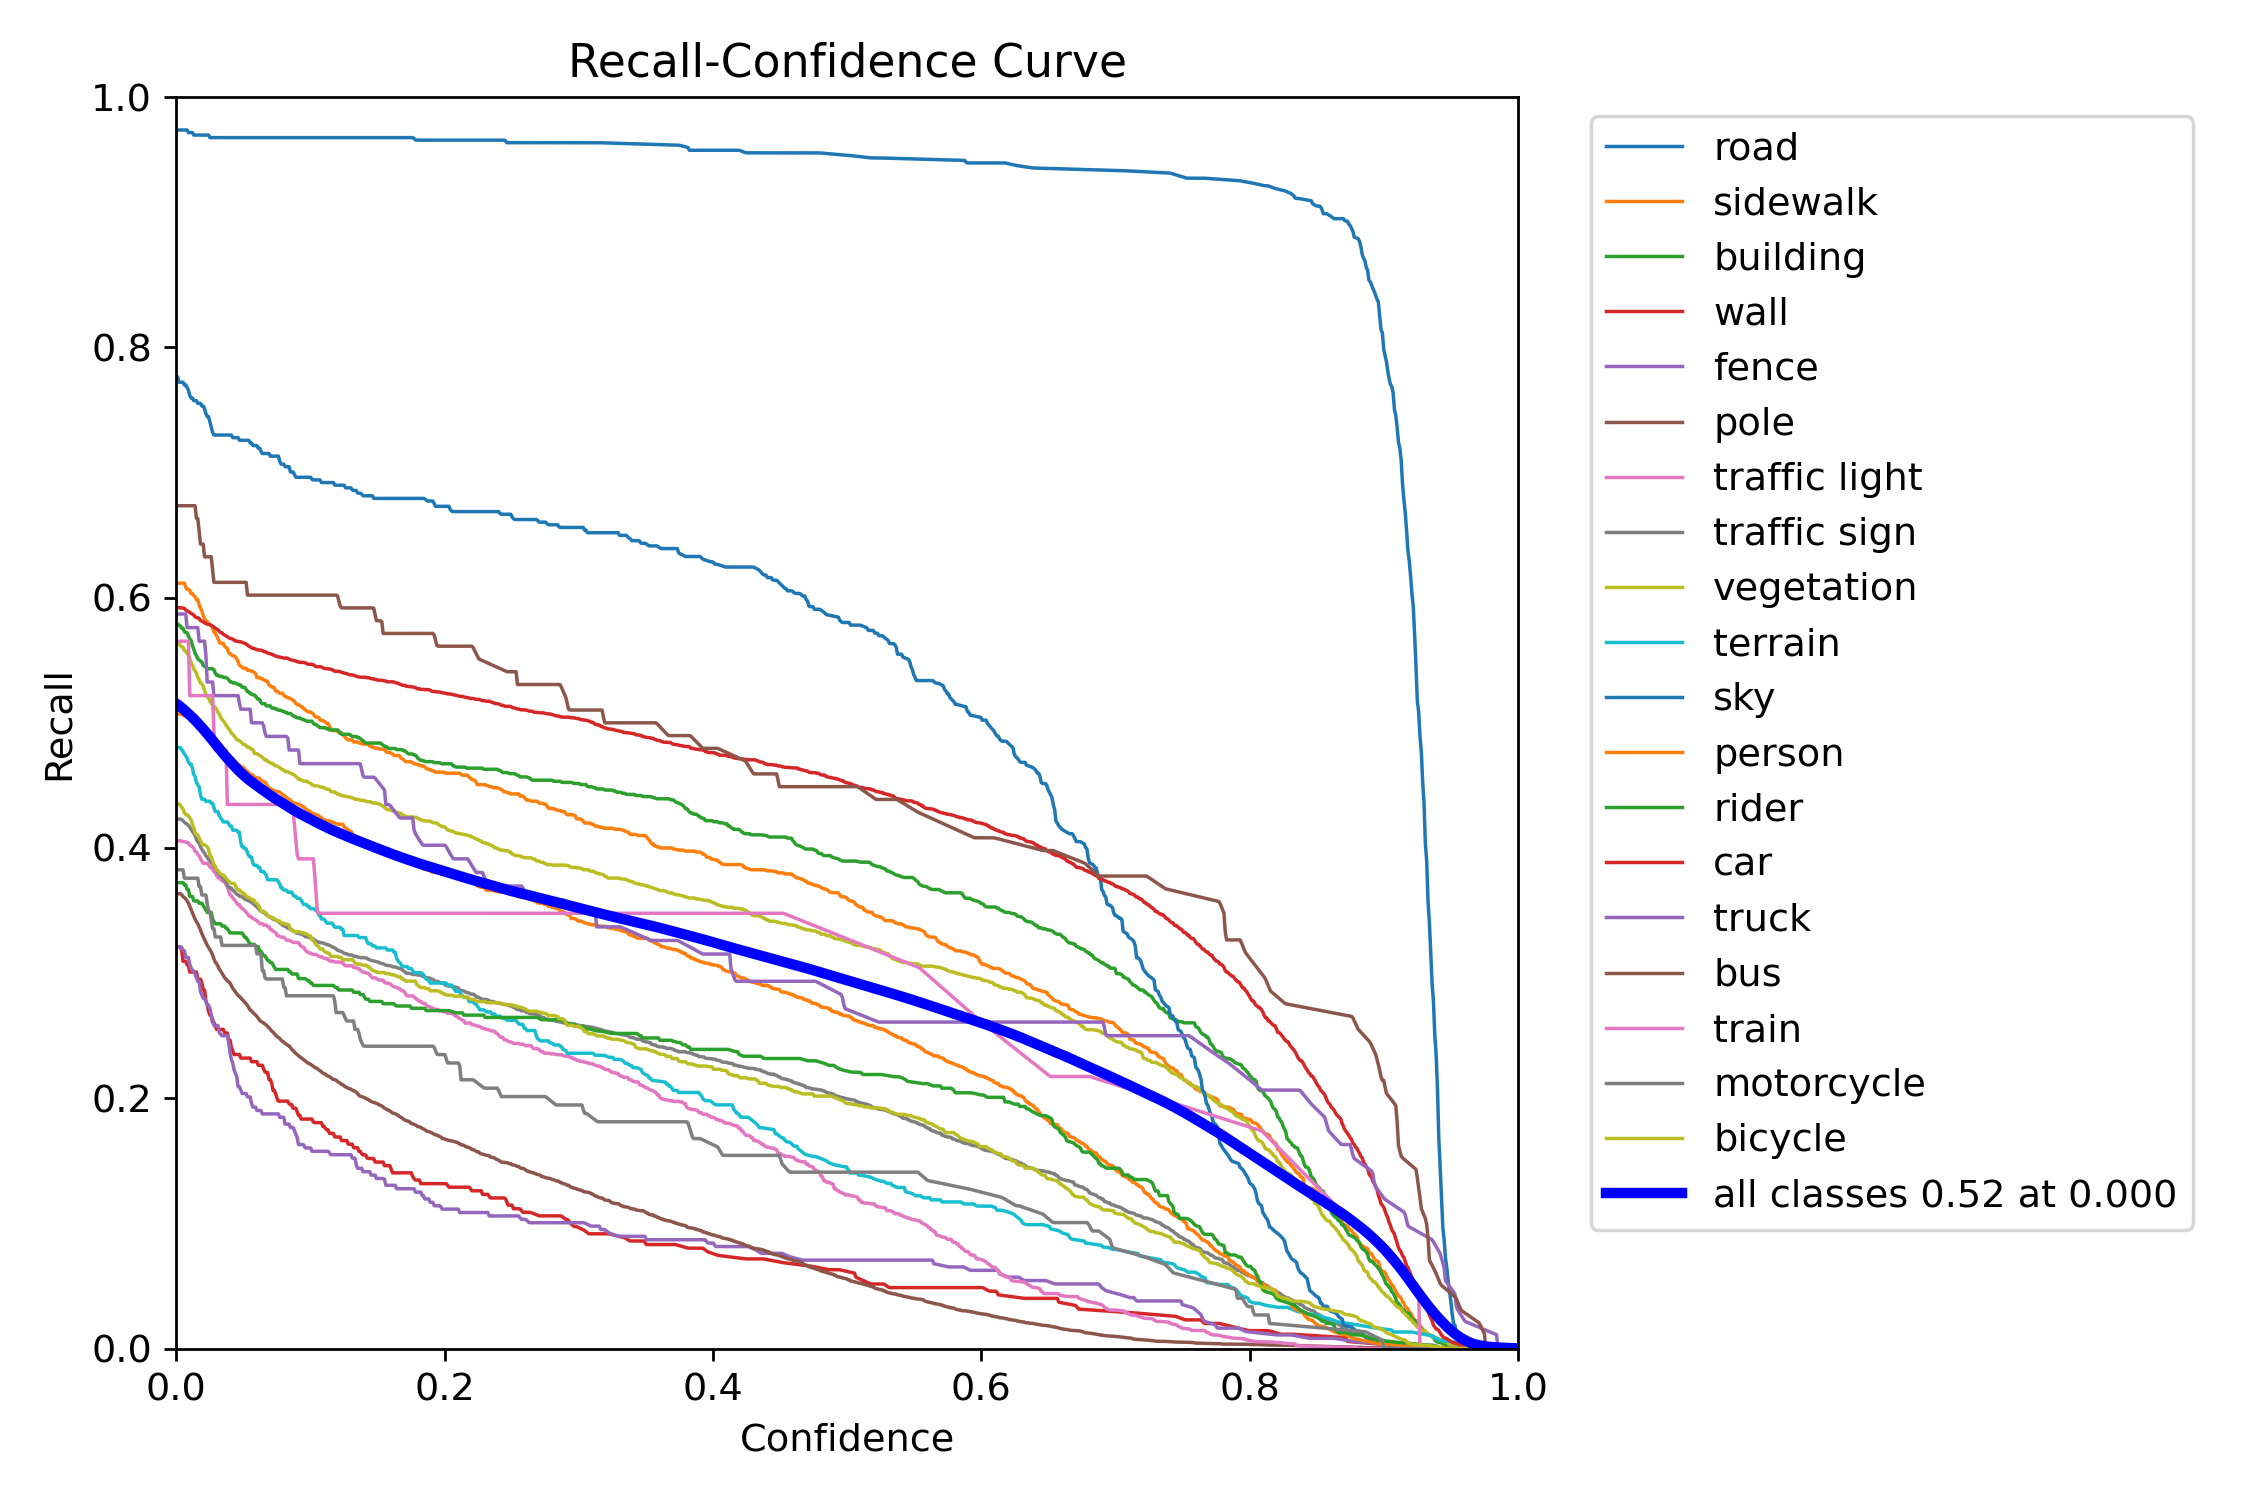 Recall-Confidence Curve
1.0
0.8
0.6
0.4
0.2
0.0
Recall
0.0 0.2 0.4 0.6 0.8 1.0
Confidence
road
sidewalk
building
wall
fence
pole
traffic light
traffic sign
vegetation
terrain
sky
person
rider
car
truck
bus
train
motorcycle
bicycle
all classes 0.52 at 0.000